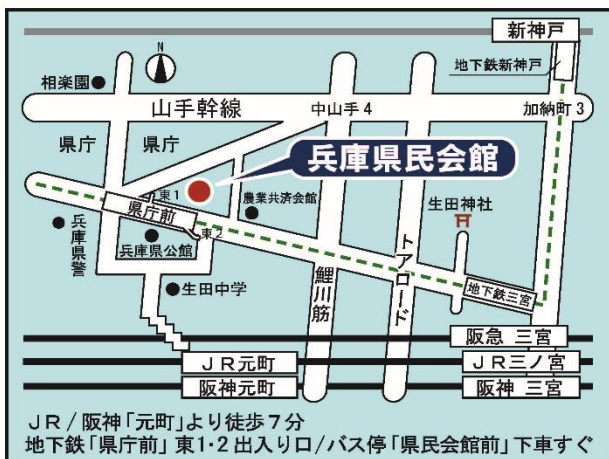 新神戸
地下鉄新神戸
N
相楽園
山手幹線
中山手4
加納町3
県庁
県庁
兵庫県民会館
東1
農業共済会館
生田神社
県庁前
東2
兵庫県警
兵庫県公館
生田中学
鯉川筋
トアロード
地下鉄三宮
阪急 三宮
JR元町
JR三ノ宮
阪神元町
阪神 三宮
JR/阪神「元町」より徒歩7分
地下鉄「県庁前」東1・2出入り口/バス停「県民会館前」下車すぐ